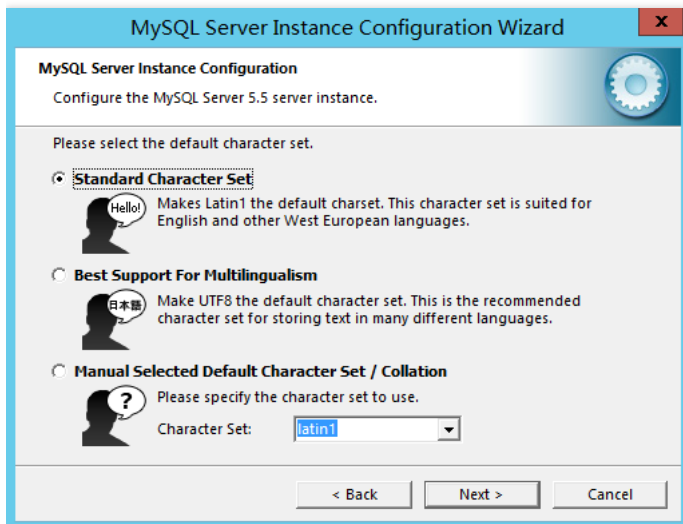 MySQL Server Instance Configuration Wizard
x
MySQL Server Instance Configuration
Configure the MySQL Server 5.5 server instance.
Please select the default character set.
Standard Character Set
Hello!
Makes Latin1 the default charset. This character set is suited for
English and other West European languages.
Best Support For Multilingualism
日本語
Make UTF8 the default character set. This is the recommended
character set for storing text in many different languages.
Manual Selected Default Character Set / Collation
?
Please specify the character set to use.
Character Set: latin1
< Back Next > Cancel